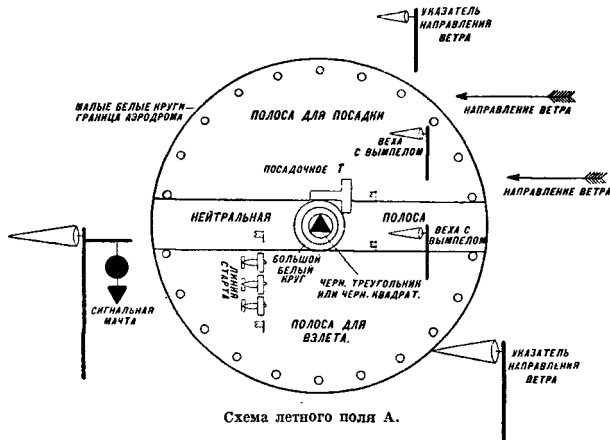 УКАЗАТЕЛЬ
НАПРАВЛЕНИЯ
ВЕТРА
МАЛЫЕ БЕЛЫЕ КРУГИ—
ГРАНИЦА АЭРОДРОМА
ПОЛОСА ДЛЯ ПОСАДКИ
НАПРАВЛЕНИЕ ВЕТРА
ВЕХА
С ВЫМПЕЛОМ
ПОСАДОЧНОЕ Т
НАПРАВЛЕНИЕ
ВЕТРА
НЕЙТРАЛЬНАЯ
ПОЛОСА
ВЕХА С
ВЫМПЕЛОМ
БОЛЬШОЙ
БЕЛЫЙ
КРУГ
ЛИНИЯ
СТАРТА
ЧЕРН. ТРЕУГОЛЬНИК
ИЛИ ЧЕРН. КВАДРАТ.
СИГНАЛЬНАЯ
МАЧТА
ПОЛОСА ДЛЯ
ВЗЛЕТА.
УКАЗАТЕЛЬ
НАПРАВЛЕНИЯ
ВЕТРА
Схема летного поля А.